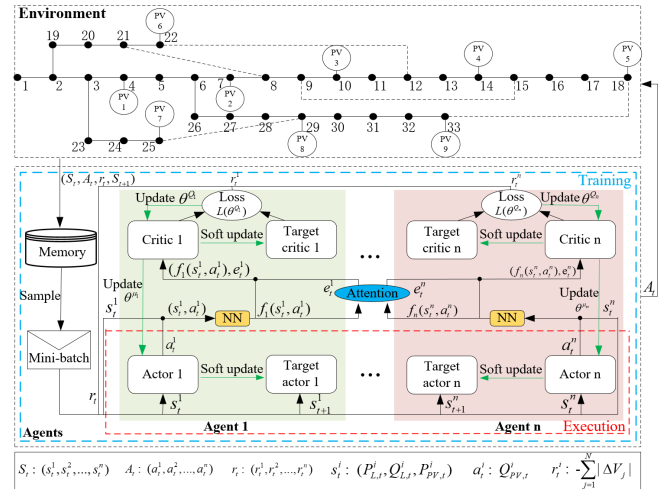 Environment
PV 6
19 20 21 22
PV 3
PV 4
PV 5
1 2 3 4 5 6 7 8 9 10 11 12 13 14 15 16 17 18
PV 1
PV 2
PV 7
26 27 28 29 30 31 32 33
23 24 25
PV 8
PV 9
(S_t, A_t, r_t, S_{t+1})
r_t^1
r_t^n
Training
Update θ^{Q_1}
Loss L(θ^{Q_1})
Loss L(θ^{Q_n})
Update θ^{Q_n}
Critic 1
Soft update
Target critic 1
...
Target critic n
Soft update
Critic n
Memory
(f_1(s_t^1, a_t^1), e_t^1)
(f_n(s_t^n, a_t^n), e_t^n)
Update θ^{μ_1}
e_t^1
Attention
e_t^n
Update θ^{μ_n}
A_t
Sample
s_t^1
(s_t^1, a_t^1)
NN
f_1(s_t^1, a_t^1)
f_n(s_t^n, a_t^n)
NN
s_t^n
Mini-batch
a_t^1
a_t^n
Actor 1
Soft update
Target actor 1
...
Target actor n
Soft update
Actor n
r_t
s_t^1
s_{t+1}^1
s_{t+1}^n
s_t^n
Agents
Agent 1
Agent n
Execution
S_t : (s_t^1, s_t^2, ..., s_t^n) A_t : (a_t^1, a_t^2, ..., a_t^n) r_t : (r_t^1, r_t^2, ..., r_t^n) s_t^i : (P_{L,t}^i, Q_{L,t}^i, P_{PV,t}^i) a_t^i : Q_{PV,t}^i r_t^i : -∑_{j=1}^N |ΔV_j|